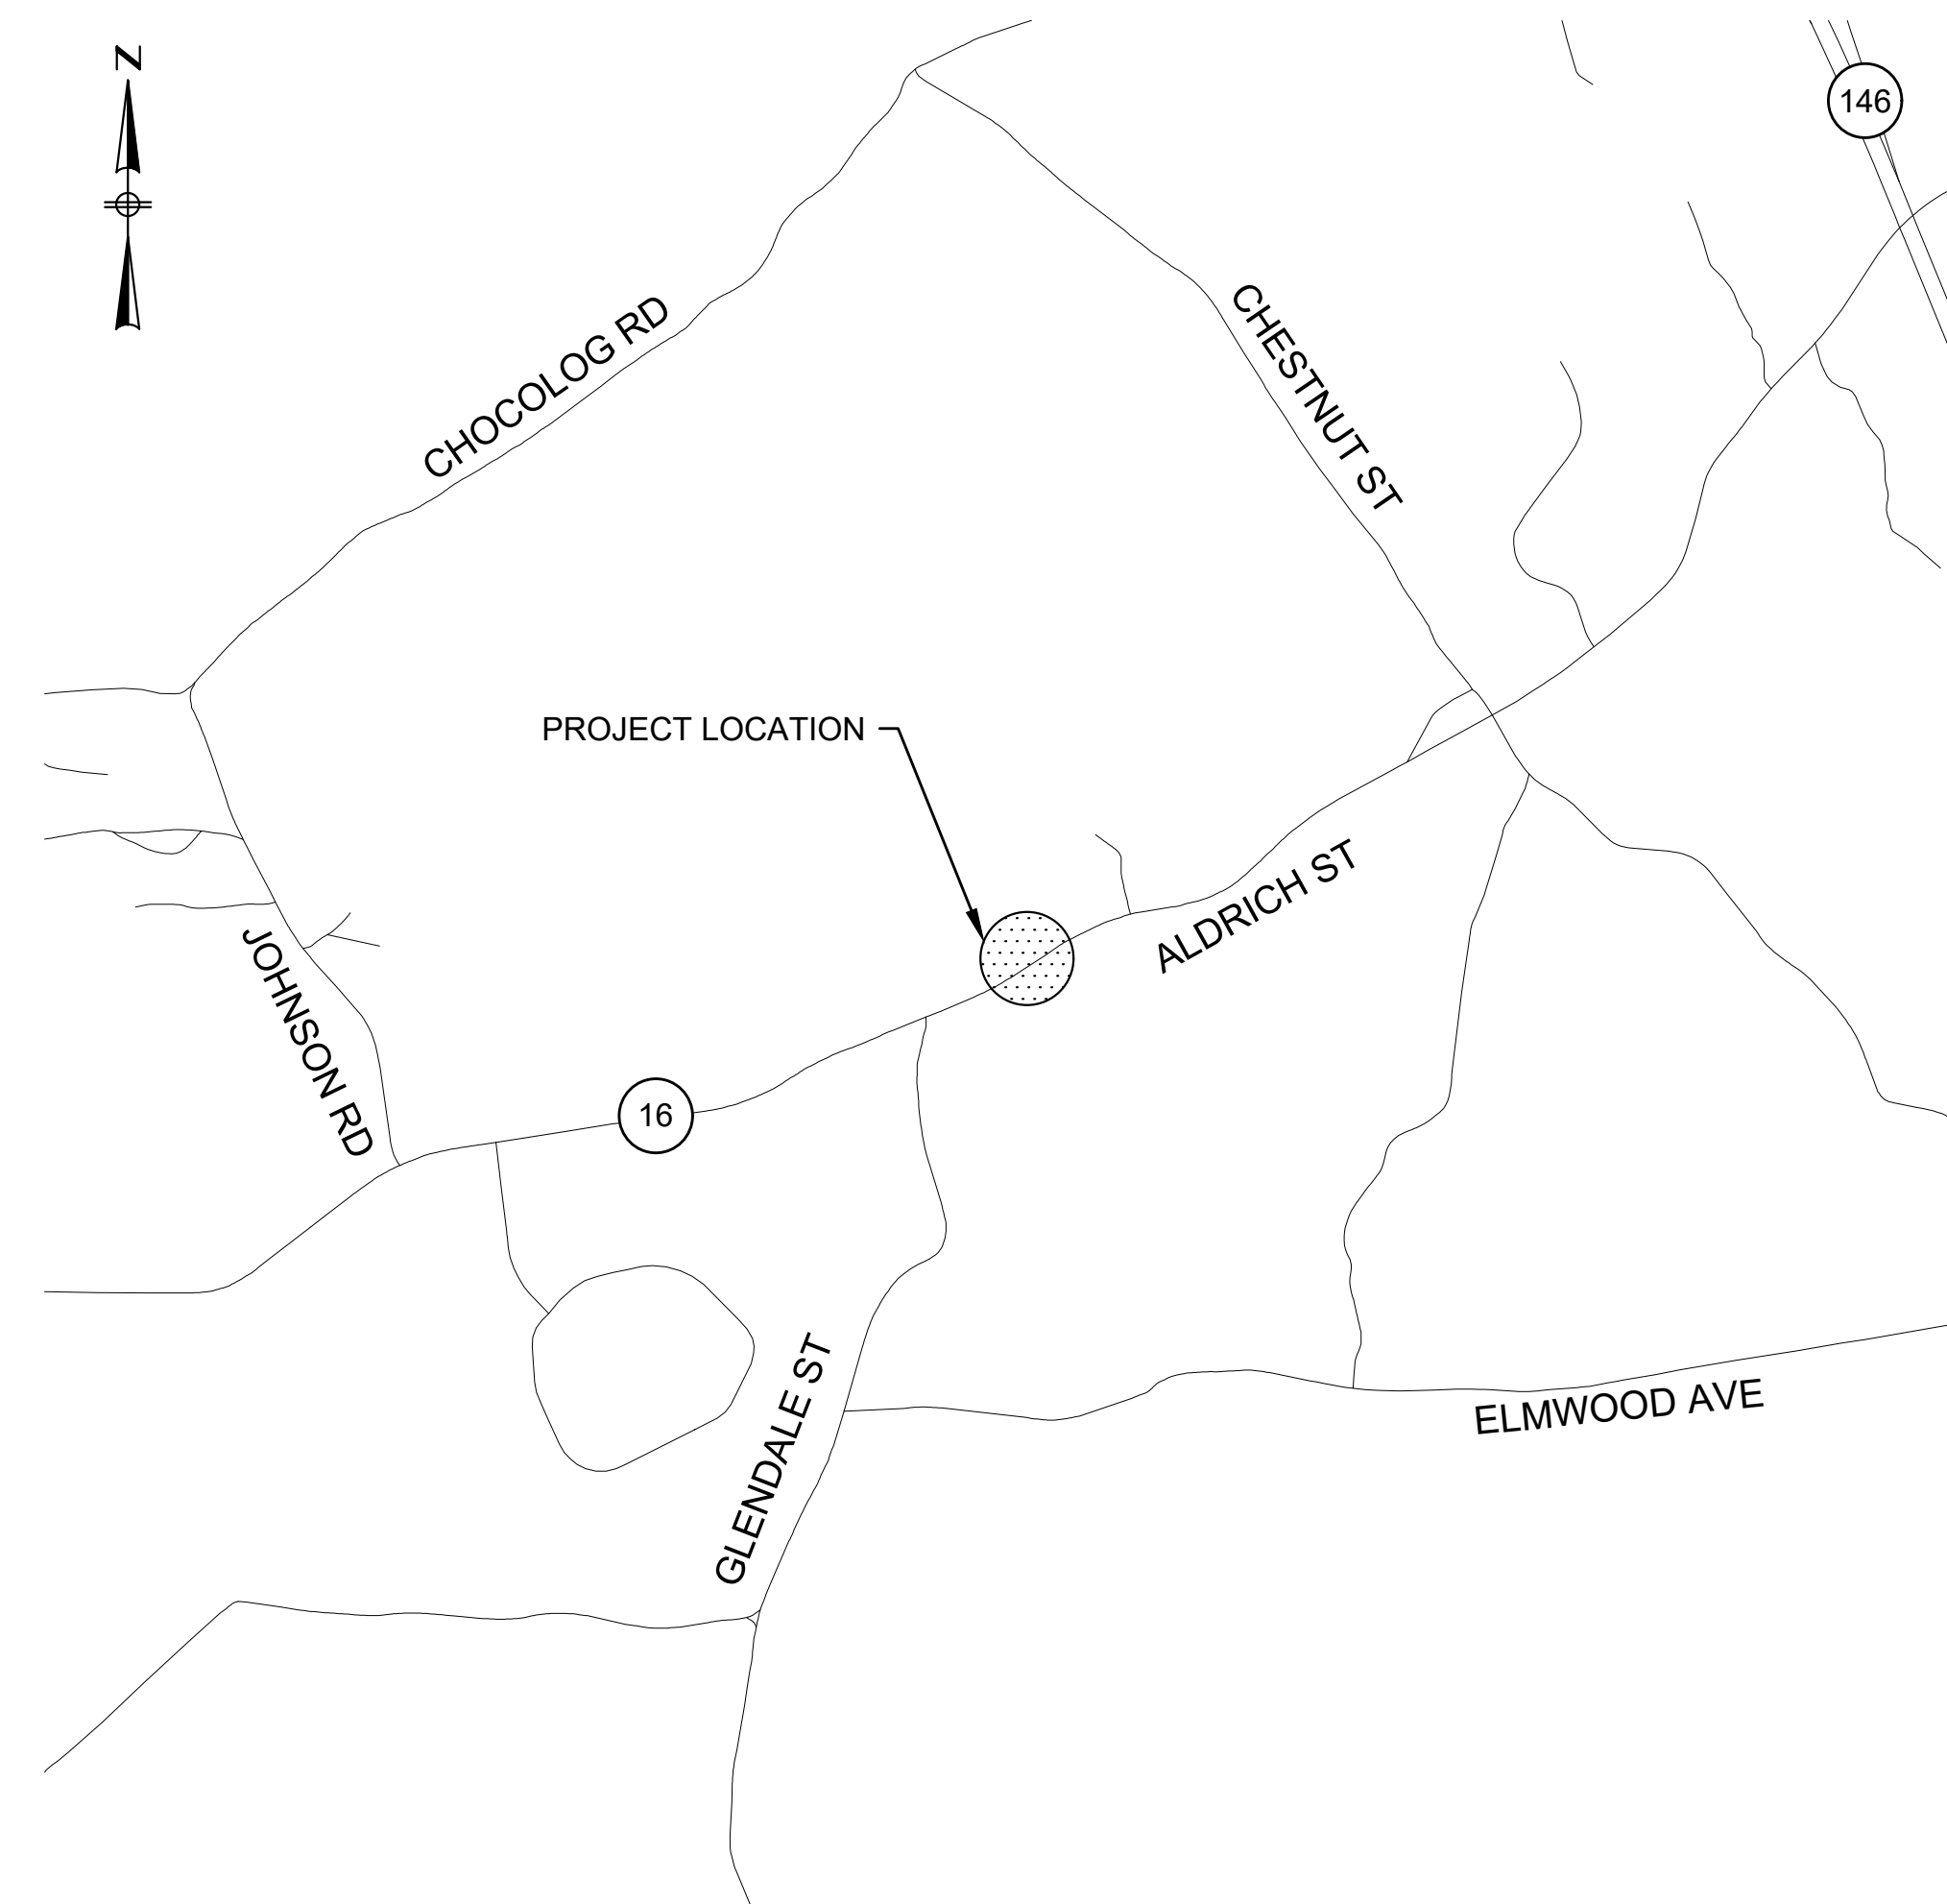 N
146
CHOCOLOG RD
CHESTNUT ST
PROJECT LOCATION
ALDRICH ST
JOHNSON RD
16
GLENDALE ST
ELMWOOD AVE